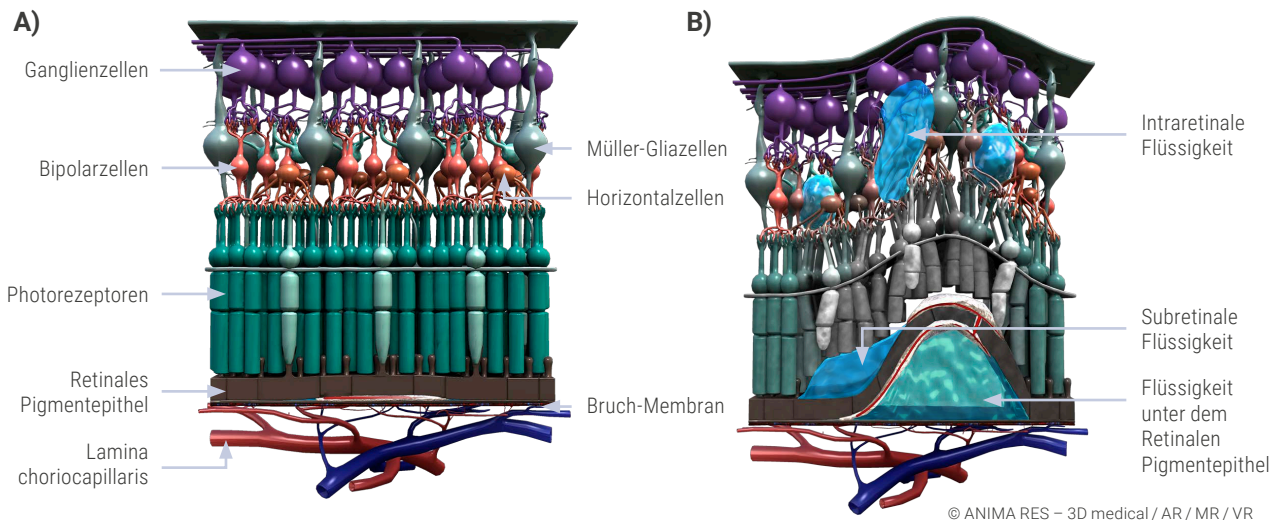 A)
Ganglienzellen
Bipolarzellen
Photorezeptoren
Retinales
Pigmentepithel
Lamina
choriocapillaris
Müller-Gliazellen
Horizontalzellen
Bruch-Membran
B)
Intraretinale
Flüssigkeit
Subretinale
Flüssigkeit
Flüssigkeit
unter dem
Retinalen
Pigmentepithel
© ANIMA RES – 3D medical / AR / MR / VR